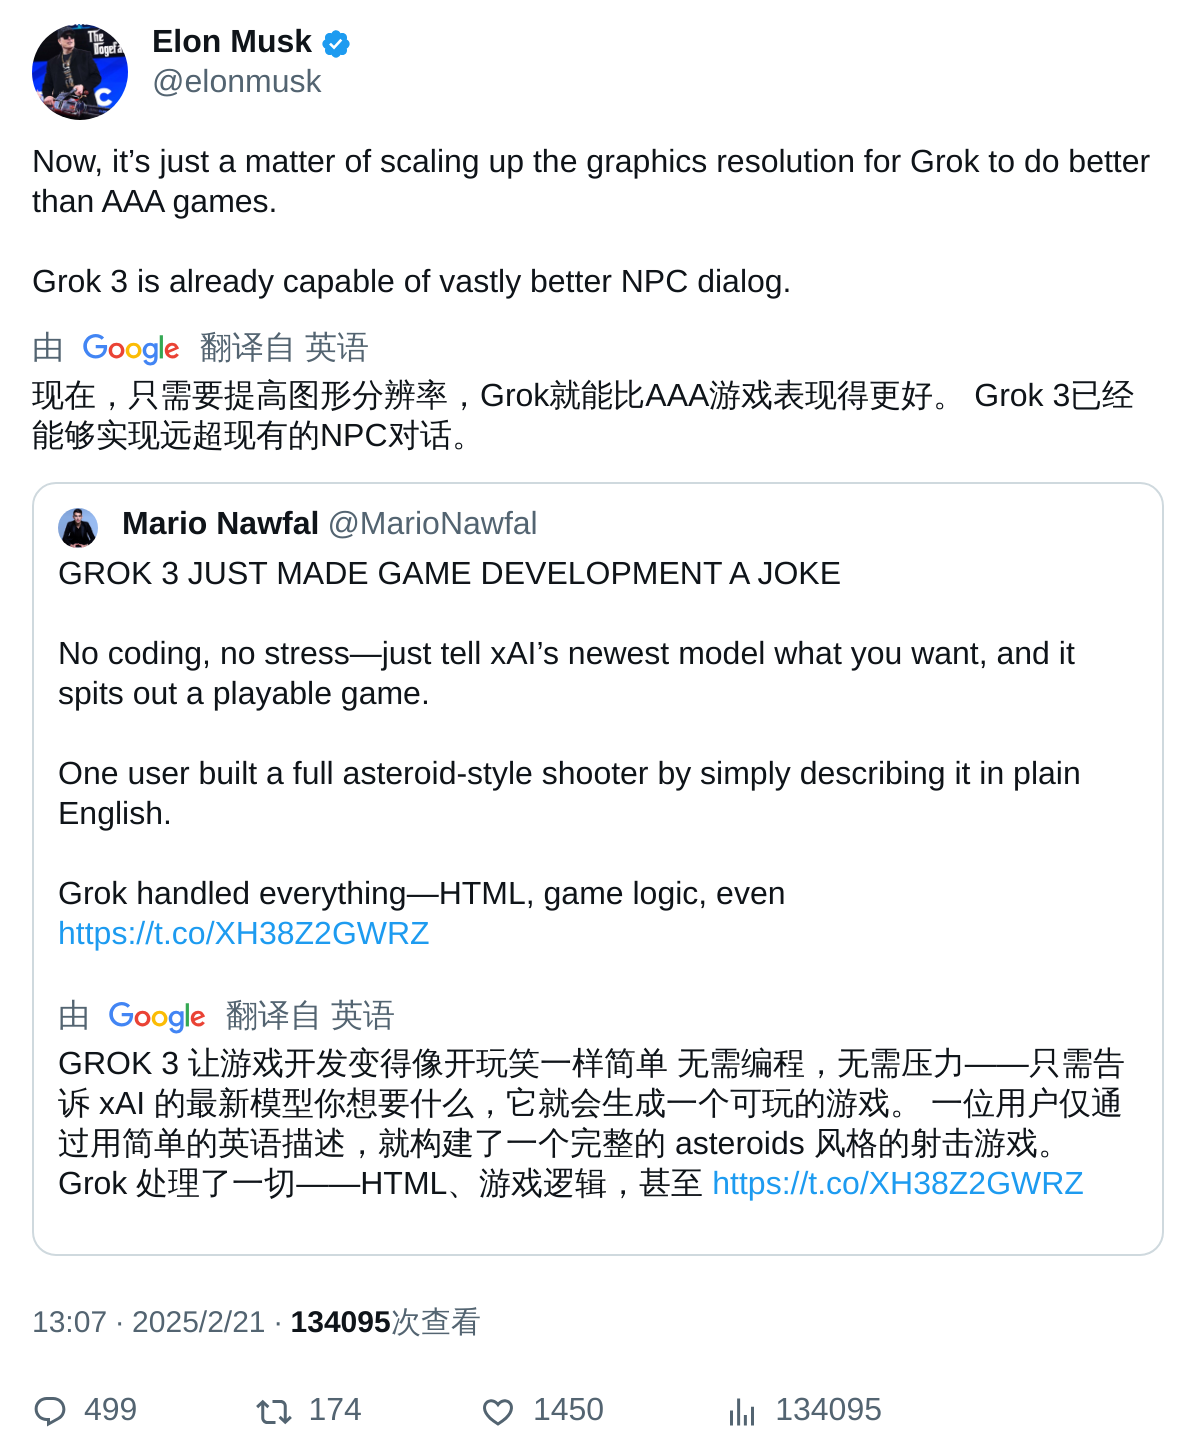 The
Dogefa
C
Elon Musk
@elonmusk
Now, it’s just a matter of scaling up the graphics resolution for Grok to do better
than AAA games.
Grok 3 is already capable of vastly better NPC dialog.
由 Google 翻译自 英语
现在，只需要提高图形分辨率，Grok就能比AAA游戏表现得更好。 Grok 3已经
能够实现远超现有的NPC对话。
Mario Nawfal @MarioNawfal
GROK 3 JUST MADE GAME DEVELOPMENT A JOKE
No coding, no stress—just tell xAI’s newest model what you want, and it
spits out a playable game.
One user built a full asteroid-style shooter by simply describing it in plain
English.
Grok handled everything—HTML, game logic, even
https://t.co/XH38Z2GWRZ
由 Google 翻译自 英语
GROK 3 让游戏开发变得像开玩笑一样简单 无需编程，无需压力——只需告
诉 xAI 的最新模型你想要什么，它就会生成一个可玩的游戏。 一位用户仅通
过用简单的英语描述，就构建了一个完整的 asteroids 风格的射击游戏。
Grok 处理了一切——HTML、游戏逻辑，甚至 https://t.co/XH38Z2GWRZ
13:07 · 2025/2/21 · 134095次查看
499 174 1450 134095